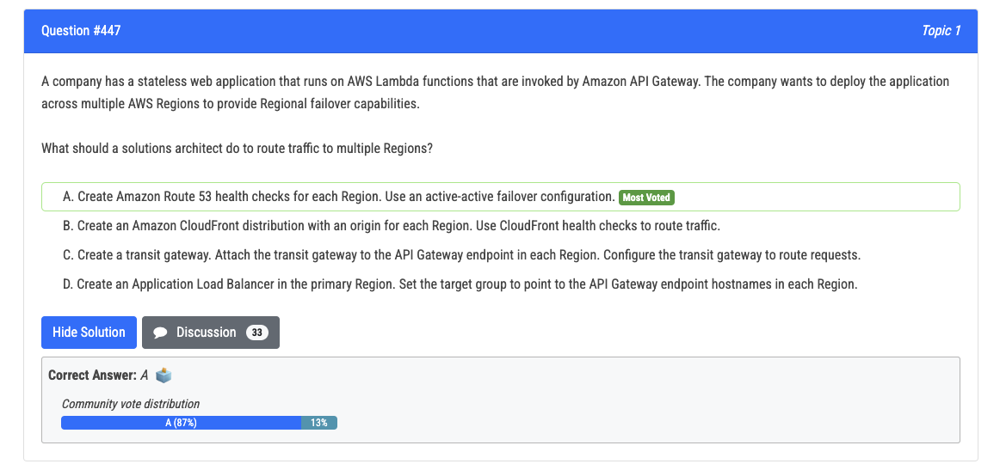 Question #447
Topic 1
A company has a stateless web application that runs on AWS Lambda functions that are invoked by Amazon API Gateway. The company wants to deploy the application
across multiple AWS Regions to provide Regional failover capabilities.
What should a solutions architect do to route traffic to multiple Regions?
A. Create Amazon Route 53 health checks for each Region. Use an active-active failover configuration. Most Voted
B. Create an Amazon CloudFront distribution with an origin for each Region. Use CloudFront health checks to route traffic.
C. Create a transit gateway. Attach the transit gateway to the API Gateway endpoint in each Region. Configure the transit gateway to route requests.
D. Create an Application Load Balancer in the primary Region. Set the target group to point to the API Gateway endpoint hostnames in each Region.
Hide Solution
Discussion 33
Correct Answer: A
Community vote distribution
A (87%)
13%